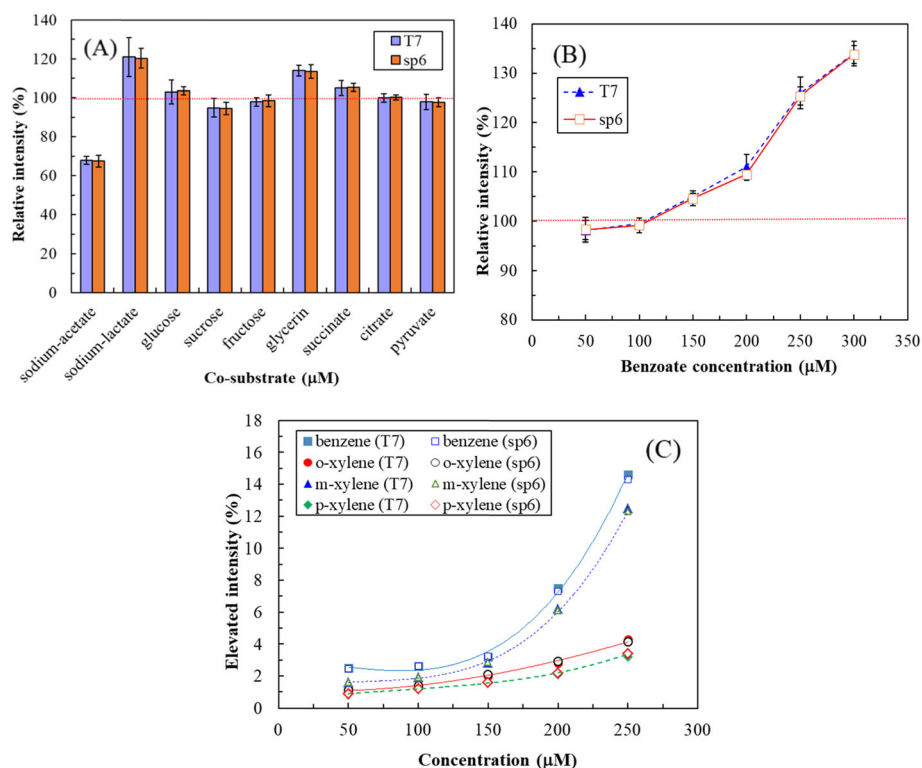 (A)
T7
sp6
Relative intensity (%)
140
120
100
80
60
40
20
0
sodium-acetate
sodium-lactate
glucose
sucrose
fructose
glycerin
succinate
citrate
pyruvate
Co-substrate (μM)
(B)
T7
sp6
Relative intensity (%)
140
130
120
110
100
90
80
0 50 100 150 200 250 300 350
Benzoate concentration (μM)
(C)
benzene (T7) benzene (sp6)
o-xylene (T7) o-xylene (sp6)
m-xylene (T7) m-xylene (sp6)
p-xylene (T7) p-xylene (sp6)
Elevated intensity (%)
18
16
14
12
10
8
6
4
2
0
0 50 100 150 200 250 300
Concentration (μM)